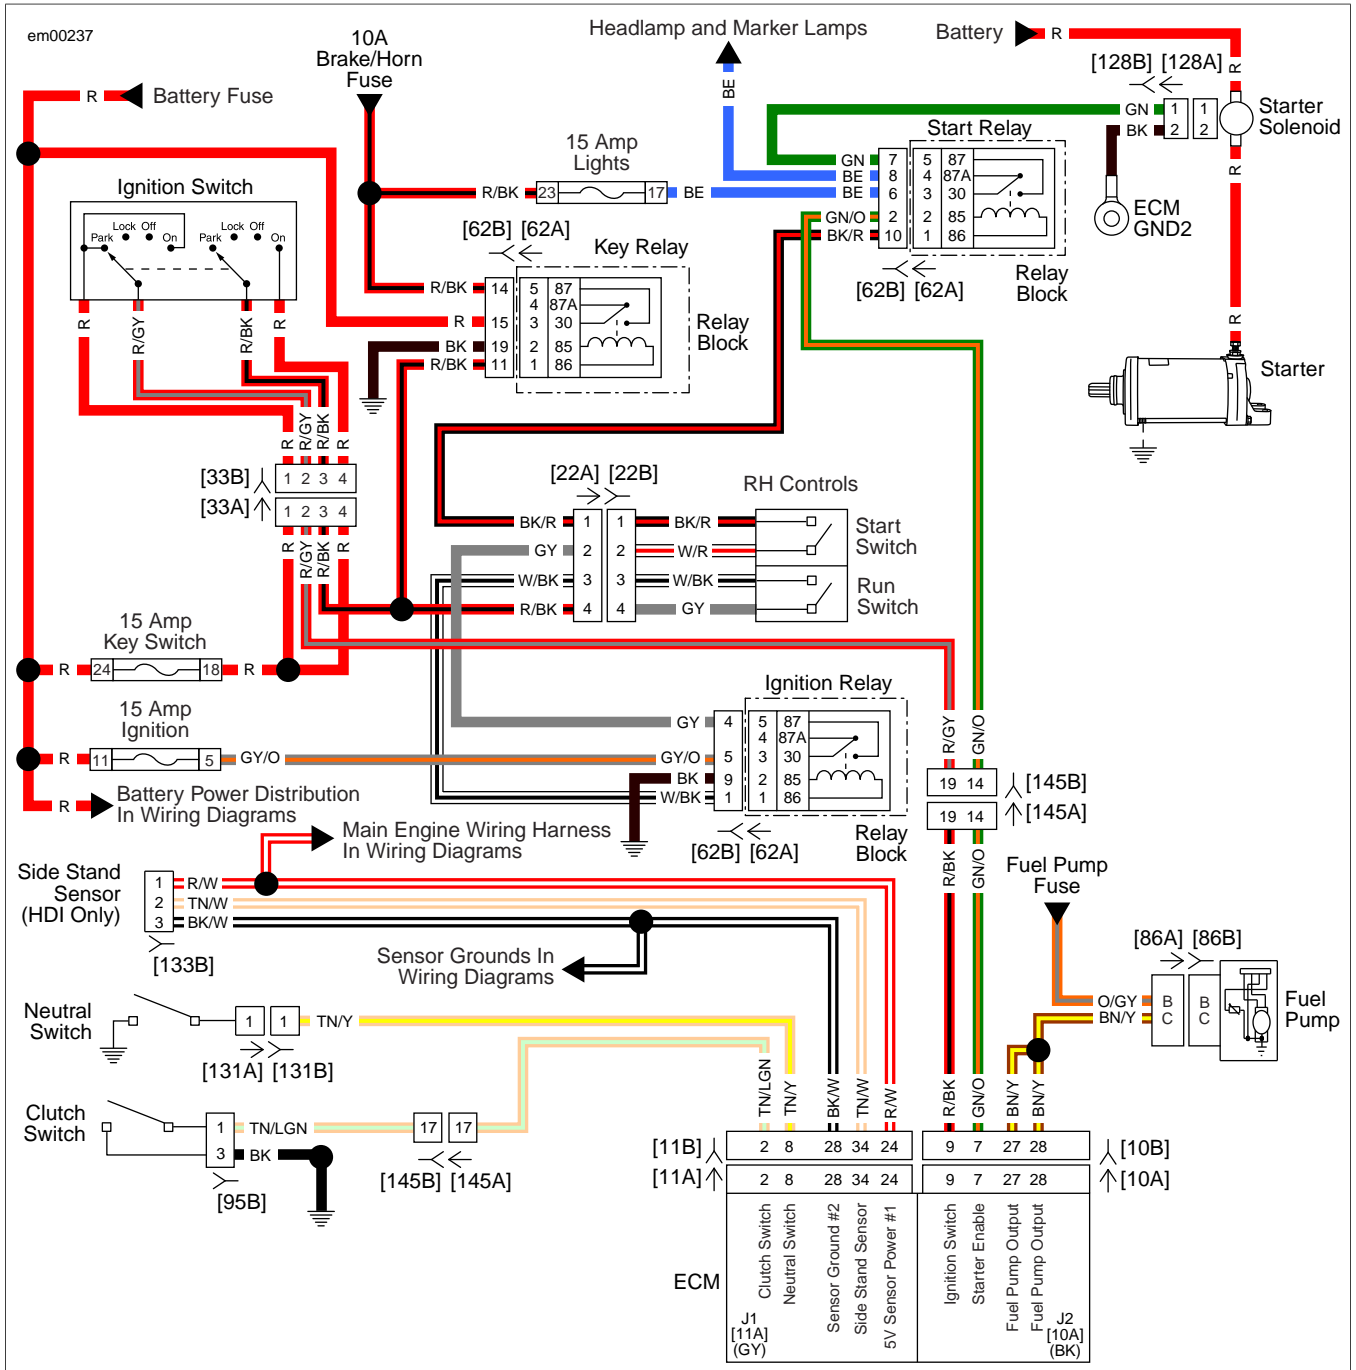 em00237
10A
Brake/Horn
Fuse
Headlamp and Marker Lamps
Battery
R
[128B] [128A]
R
BE
R
Battery Fuse
GN
1
1
BK
2
2
Starter
Solenoid
Start Relay
15 Amp
Lights
R/BK
23
17
BE
GN
7
5
87
BE
8
4
87A
BE
6
3
30
GN/O
2
2
85
BK/R
10
1
86
R
ECM
GND2
Ignition Switch
Lock Off
Park
On
Lock Off
Park
On
[62B] [62A]
Key Relay
[62B] [62A]
Relay
Block
R/BK
14
5
87
4
87A
R
15
3
30
BK
19
2
85
R/BK
11
1
86
Relay
Block
R
R/GY
R/BK
R
R
Starter
R
R/GY
R/BK
R
[33B]
1 2 3 4
[33A]
1 2 3 4
R
R/GY
R/BK
R
[22A] [22B]
RH Controls
BK/R
1
1
BK/R
GY
2
2
W/R
Start
Switch
W/BK
3
3
W/BK
R/BK
4
4
GY
Run
Switch
15 Amp
Key Switch
R
24
18
R
15 Amp
Ignition
R
11
5
GY/O
Ignition Relay
GY
4
5
87
4
87A
GY/O
5
3
30
BK
9
2
85
W/BK
1
1
86
[62B] [62A]
Relay
Block
R/GY
GN/O
19 14
[145B]
19 14
[145A]
R/BK
GN/O
R
Battery Power Distribution
In Wiring Diagrams
Main Engine Wiring Harness
In Wiring Diagrams
Side Stand
Sensor
(HDI Only)
1
R/W
2
TN/W
3
BK/W
[133B]
Sensor Grounds In
Wiring Diagrams
Fuel Pump
Fuse
[86A] [86B]
O/GY
B
B
BN/Y
C
C
Fuel
Pump
Neutral
Switch
1
1
TN/Y
[131A] [131B]
Clutch
Switch
1
TN/LGN
17
17
3
BK
[95B]
[145B] [145A]
TN/LGN
TN/Y
BK/W
TN/W
R/W
R/BK
GN/O
BN/Y
BN/Y
[11B]
2 8 28 34 24
9 7 27 28
[10B]
[11A]
2 8 28 34 24
9 7 27 28
[10A]
ECM
Clutch Switch
Neutral Switch
Sensor Ground #2
Side Stand Sensor
5V Sensor Power #1
Ignition Switch
Starter Enable
Fuel Pump Output
Fuel Pump Output
J1
[11A]
(GY)
J2
[10A]
(BK)